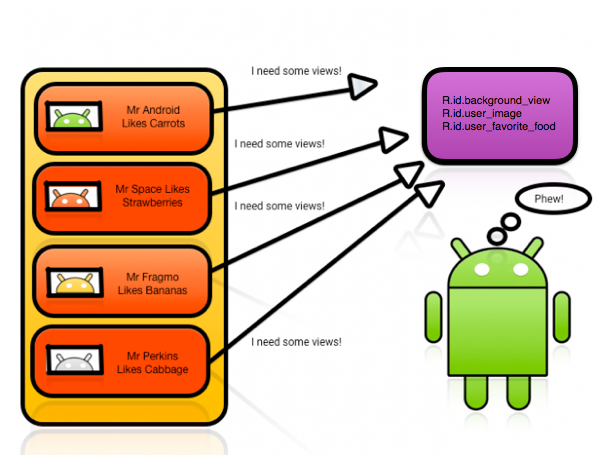 I need some views!
Mr Android
Likes Carrots
R.id.background_view
R.id.user_image
R.id.user_favorite_food
I need some views!
Mr Space Likes
Strawberries
I need some views!
Phew!
Mr Fragmo
Likes Bananas
I need some views!
Mr Perkins
Likes Cabbage